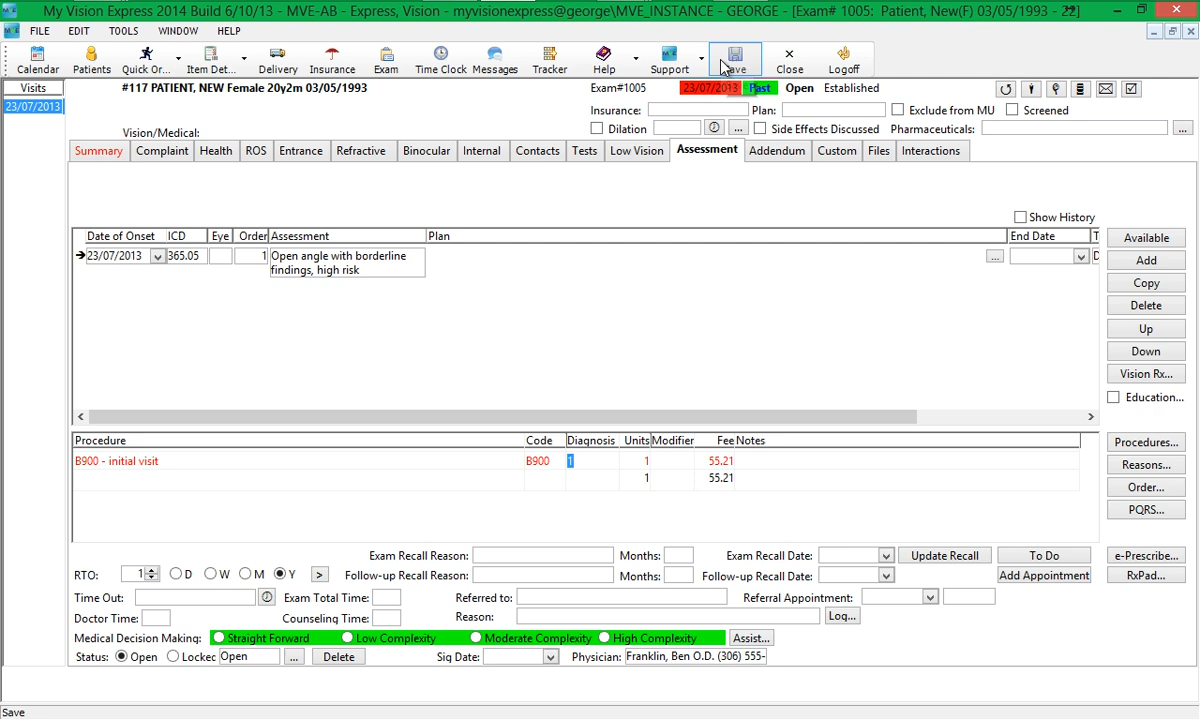 My Vision Express 2014 Build 6/10/13 - MVE-AB - Express, Vision - myvisionexpress@george\MVE_INSTANCE - GEORGE - [Exam# 1005: Patient, New(F) 03/05/1993 - 22]
FILE EDIT TOOLS WINDOW HELP
Calendar Patients Quick Or... Item Det... Delivery Insurance Exam Time Clock Messages Tracker Help Support Close Logoff
Visits #117 PATIENT, NEW Female 20y2m 03/05/1993 Exam#1005 23/07/2013 Past Open Established
23/07/2013 Insurance: Plan: Exclude from MU Screened
Vision/Medical: Dilation ... Side Effects Discussed Pharmaceuticals: ...
Summary Complaint Health ROS Entrance Refractive Binocular Internal Contacts Tests Low Vision Assessment Addendum Custom Files Interactions
Show History
Date of Onset ICD Eye Order Assessment Plan End Date T Available
23/07/2013 365.05 1 Open angle with borderline findings, high risk ... D Add
Copy
Delete
Up
Down
Vision Rx...
Education...
Procedure Code Diagnosis Units Modifier Fee Notes Procedures...
B900 - initial visit B900 1 1 55.21 Reasons...
1 55.21 Order...
PQRS...
Exam Recall Reason: Months: Exam Recall Date: Update Recall To Do e-Prescribe...
RTO: 1 D W M Y > Follow-up Recall Reason: Months: Follow-up Recall Date: Add Appointment RxPad...
Time Out: Exam Total Time: Referred to: Referral Appointment:
Doctor Time: Counseling Time: Reason: Log...
Medical Decision Making: Straight Forward Low Complexity Moderate Complexity High Complexity Assist...
Status: Open Locked Open ... Delete Sig Date: Physician: Franklin, Ben O.D. (306) 555-
Save